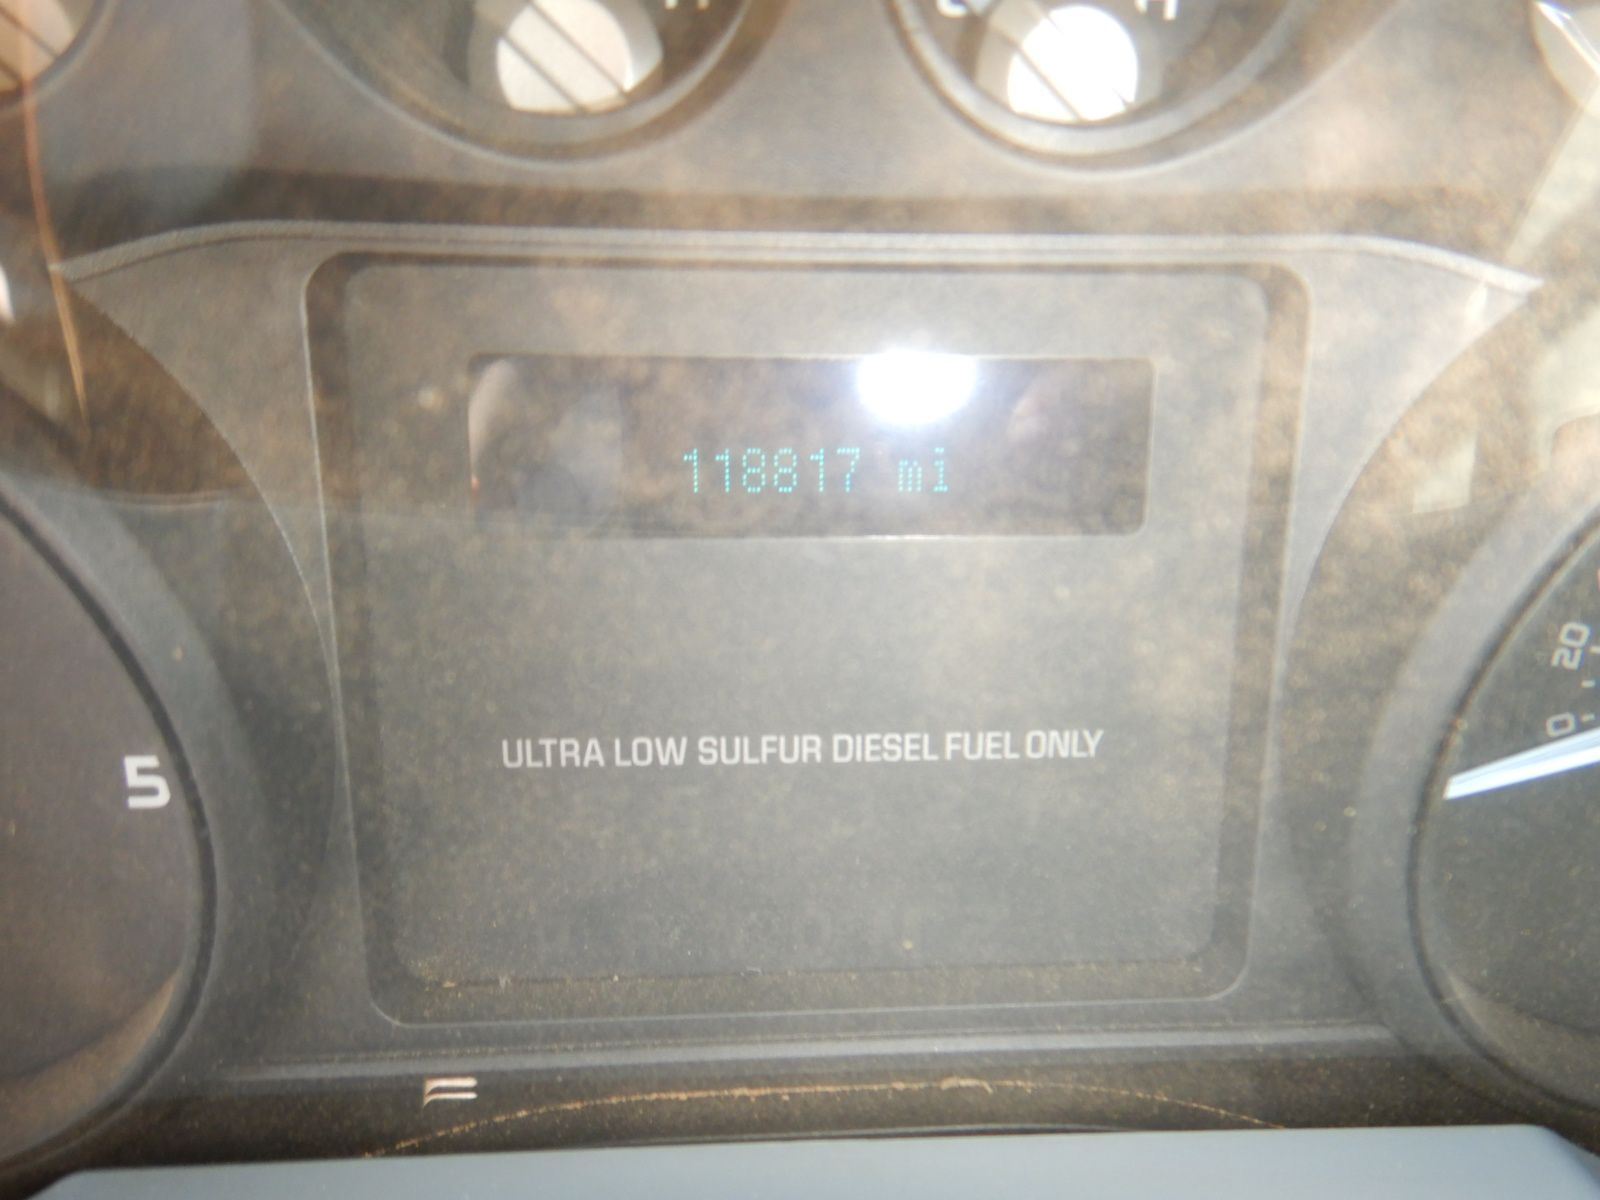 C H
118817 mi
ULTRA LOW SULFUR DIESEL FUEL ONLY
20
0
5